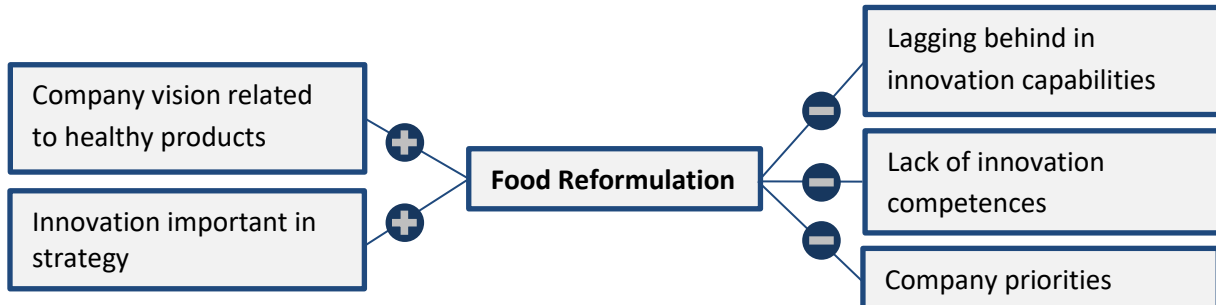 Company vision related
to healthy products
Innovation important in
strategy
Food Reformulation
Lagging behind in
innovation capabilities
Lack of innovation
competences
Company priorities